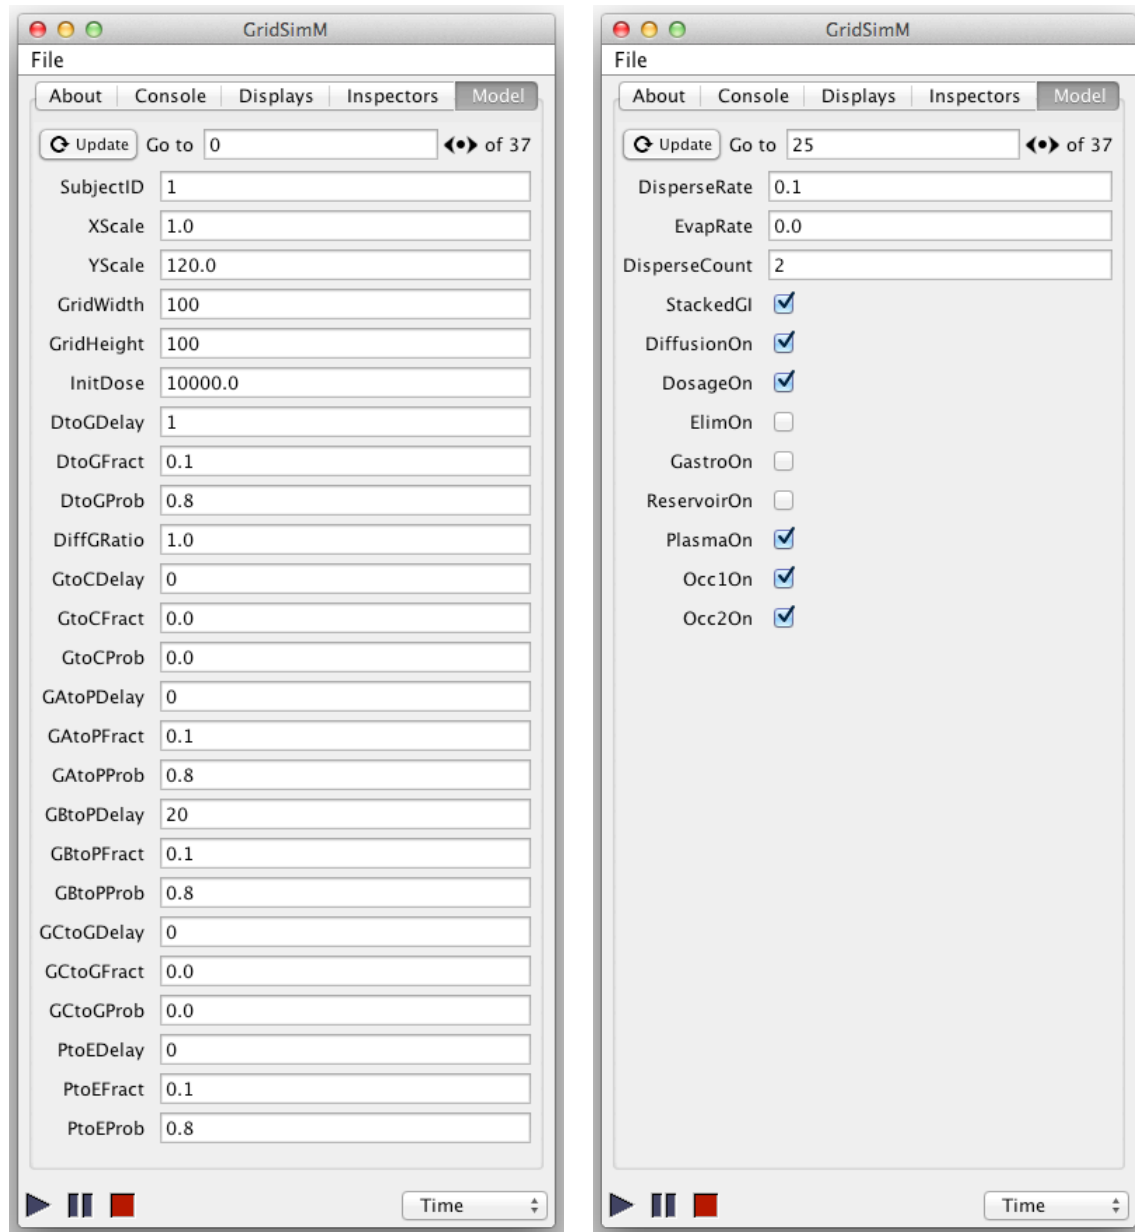 GridSimM
File
About Console Displays Inspectors Model
Update Go to 0 of 37
SubjectID 1
XScale 1.0
YScale 120.0
GridWidth 100
GridHeight 100
InitDose 10000.0
DtoGDelay 1
DtoGFract 0.1
DtoGProb 0.8
DiffGRatio 1.0
GtoCDelay 0
GtoCFract 0.0
GtoCProb 0.0
GAtoPDelay 0
GAtoPFract 0.1
GAtoPProb 0.8
GBtoPDelay 20
GBtoPFract 0.1
GBtoPProb 0.8
GCtoGDelay 0
GCtoGFract 0.0
GCtoGProb 0.0
PtoEDelay 0
PtoEFract 0.1
PtoEProb 0.8
Time
GridSimM
File
About Console Displays Inspectors Model
Update Go to 25 of 37
DisperseRate 0.1
EvapRate 0.0
DisperseCount 2
StackedGI
DiffusionOn
DosageOn
ElimOn
GastroOn
ReservoirOn
PlasmaOn
Occ1On
Occ2On
Time